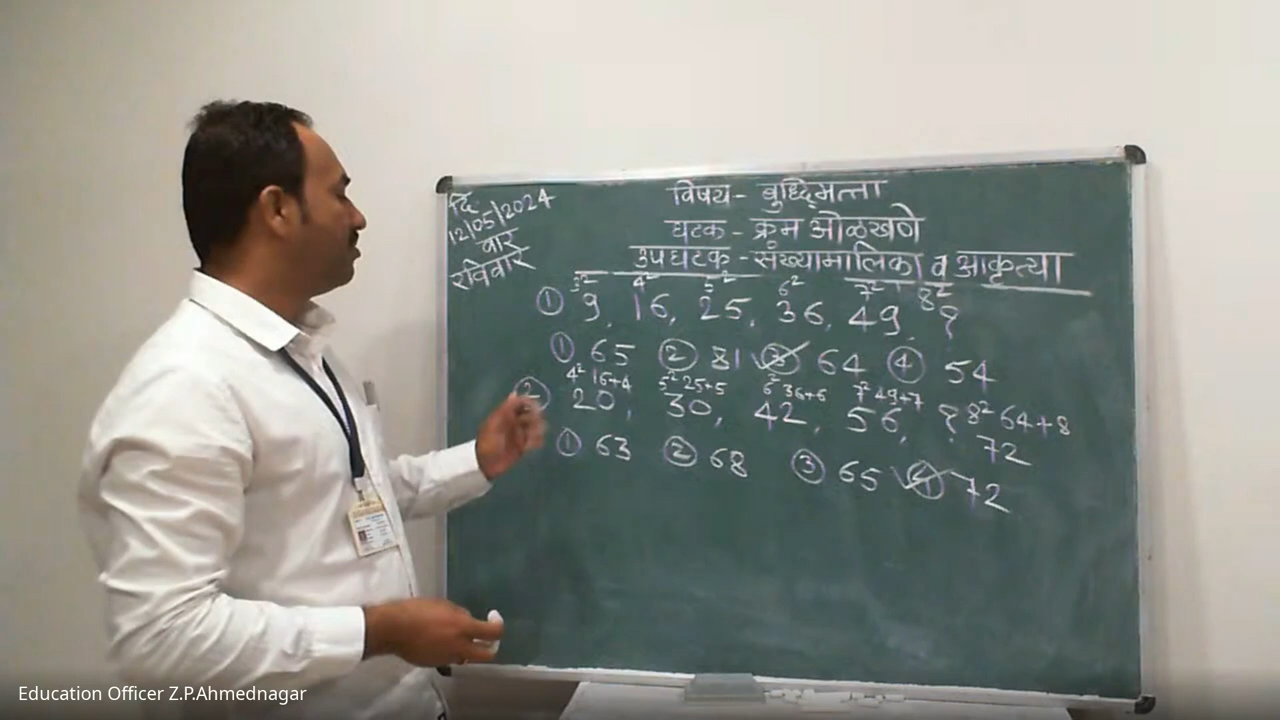 दि.
12/05/2024
वार
रविवार
विषय - बुध्दिमत्ता
घटक - क्रम ओळखणे
उपघटक - संख्यामालिका व आकृत्या
3² 4² 5² 6² 7² 8²
① 9, 16, 25, 36, 49, ?
① 65 ② 81 ③ 64 ④ 54
4² 16+4 5² 25+5 6² 36+6 7² 49+7
② 20, 30, 42, 56, ? 8² 64+8
72
① 63 ② 68 ③ 65 ④ 72
Education Officer Z.P.Ahmednagar